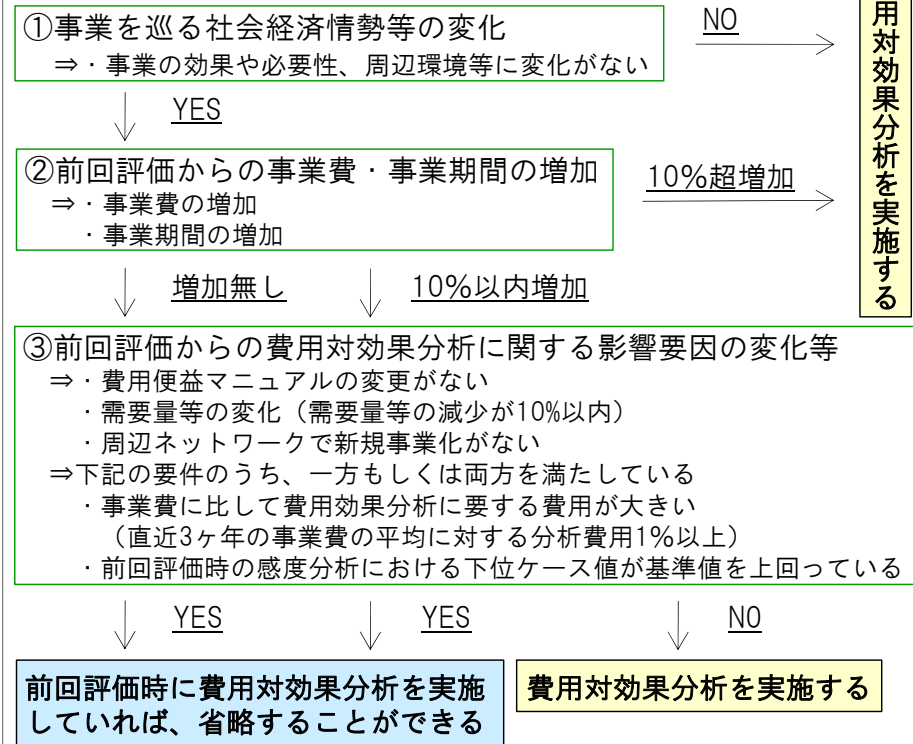 ①事業を巡る社会経済情勢等の変化
⇒・事業の効果や必要性、周辺環境等に変化がない
NO
用対効果分析を実施する
YES
②前回評価からの事業費・事業期間の増加
⇒・事業費の増加
・事業期間の増加
10%超増加
増加無し
10%以内増加
③前回評価からの費用対効果分析に関する影響要因の変化等
⇒・費用便益マニュアルの変更がない
・需要量等の変化（需要量等の減少が10%以内）
・周辺ネットワークで新規事業化がない
⇒下記の要件のうち、一方もしくは両方を満たしている
・事業費に比して費用効果分析に要する費用が大きい
（直近3ヶ年の事業費の平均に対する分析費用1%以上）
・前回評価時の感度分析における下位ケース値が基準値を上回っている
YES
YES
NO
前回評価時に費用対効果分析を実施
していれば、省略することができる
費用対効果分析を実施する